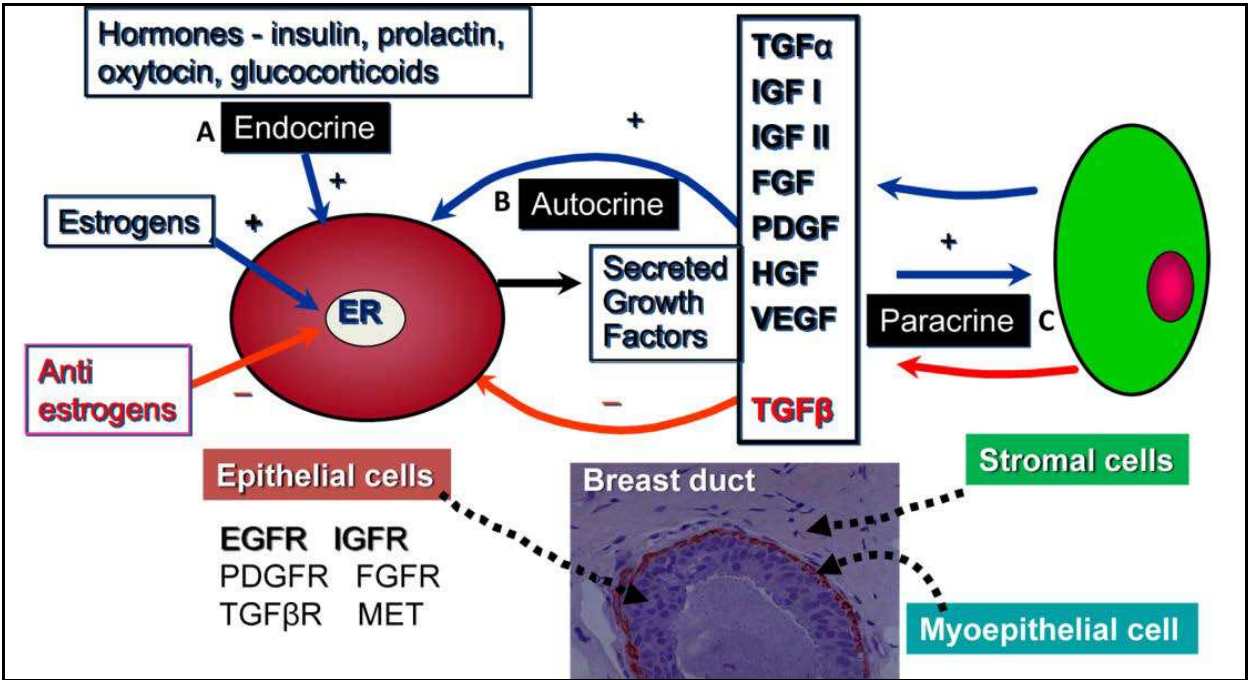 Hormones - insulin, prolactin,
oxytocin, glucocorticoids
A Endocrine
+
Estrogens
+
ER
Anti
estrogens
–
+
B Autocrine
Secreted
Growth
Factors
–
TGFα
IGF I
IGF II
FGF
PDGF
HGF
VEGF
TGFβ
+
Paracrine C
Epithelial cells
EGFR IGFR
PDGFR FGFR
TGFβR MET
Breast duct
Stromal cells
Myoepithelial cell